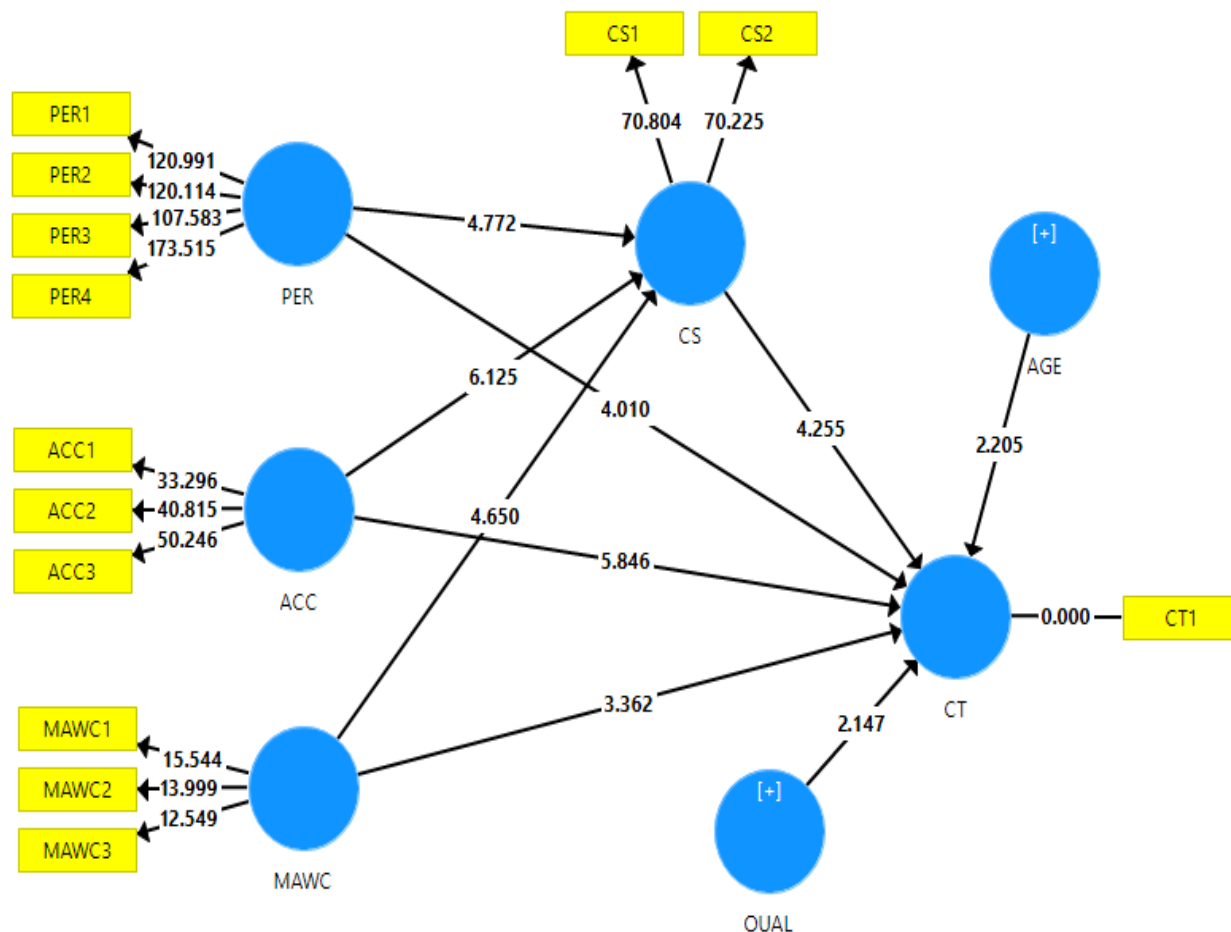 CS1
CS2
70.804
70.225
PER1
PER2
PER3
PER4
120.991
120.114
107.583
173.515
PER
4.772
CS
[+]
AGE
6.125
4.010
4.255
2.205
ACC1
ACC2
ACC3
33.296
40.815
50.246
ACC
4.650
5.846
0.000
CT1
CT
MAWC1
MAWC2
MAWC3
15.544
13.999
12.549
MAWC
3.362
2.147
[+]
QUAL